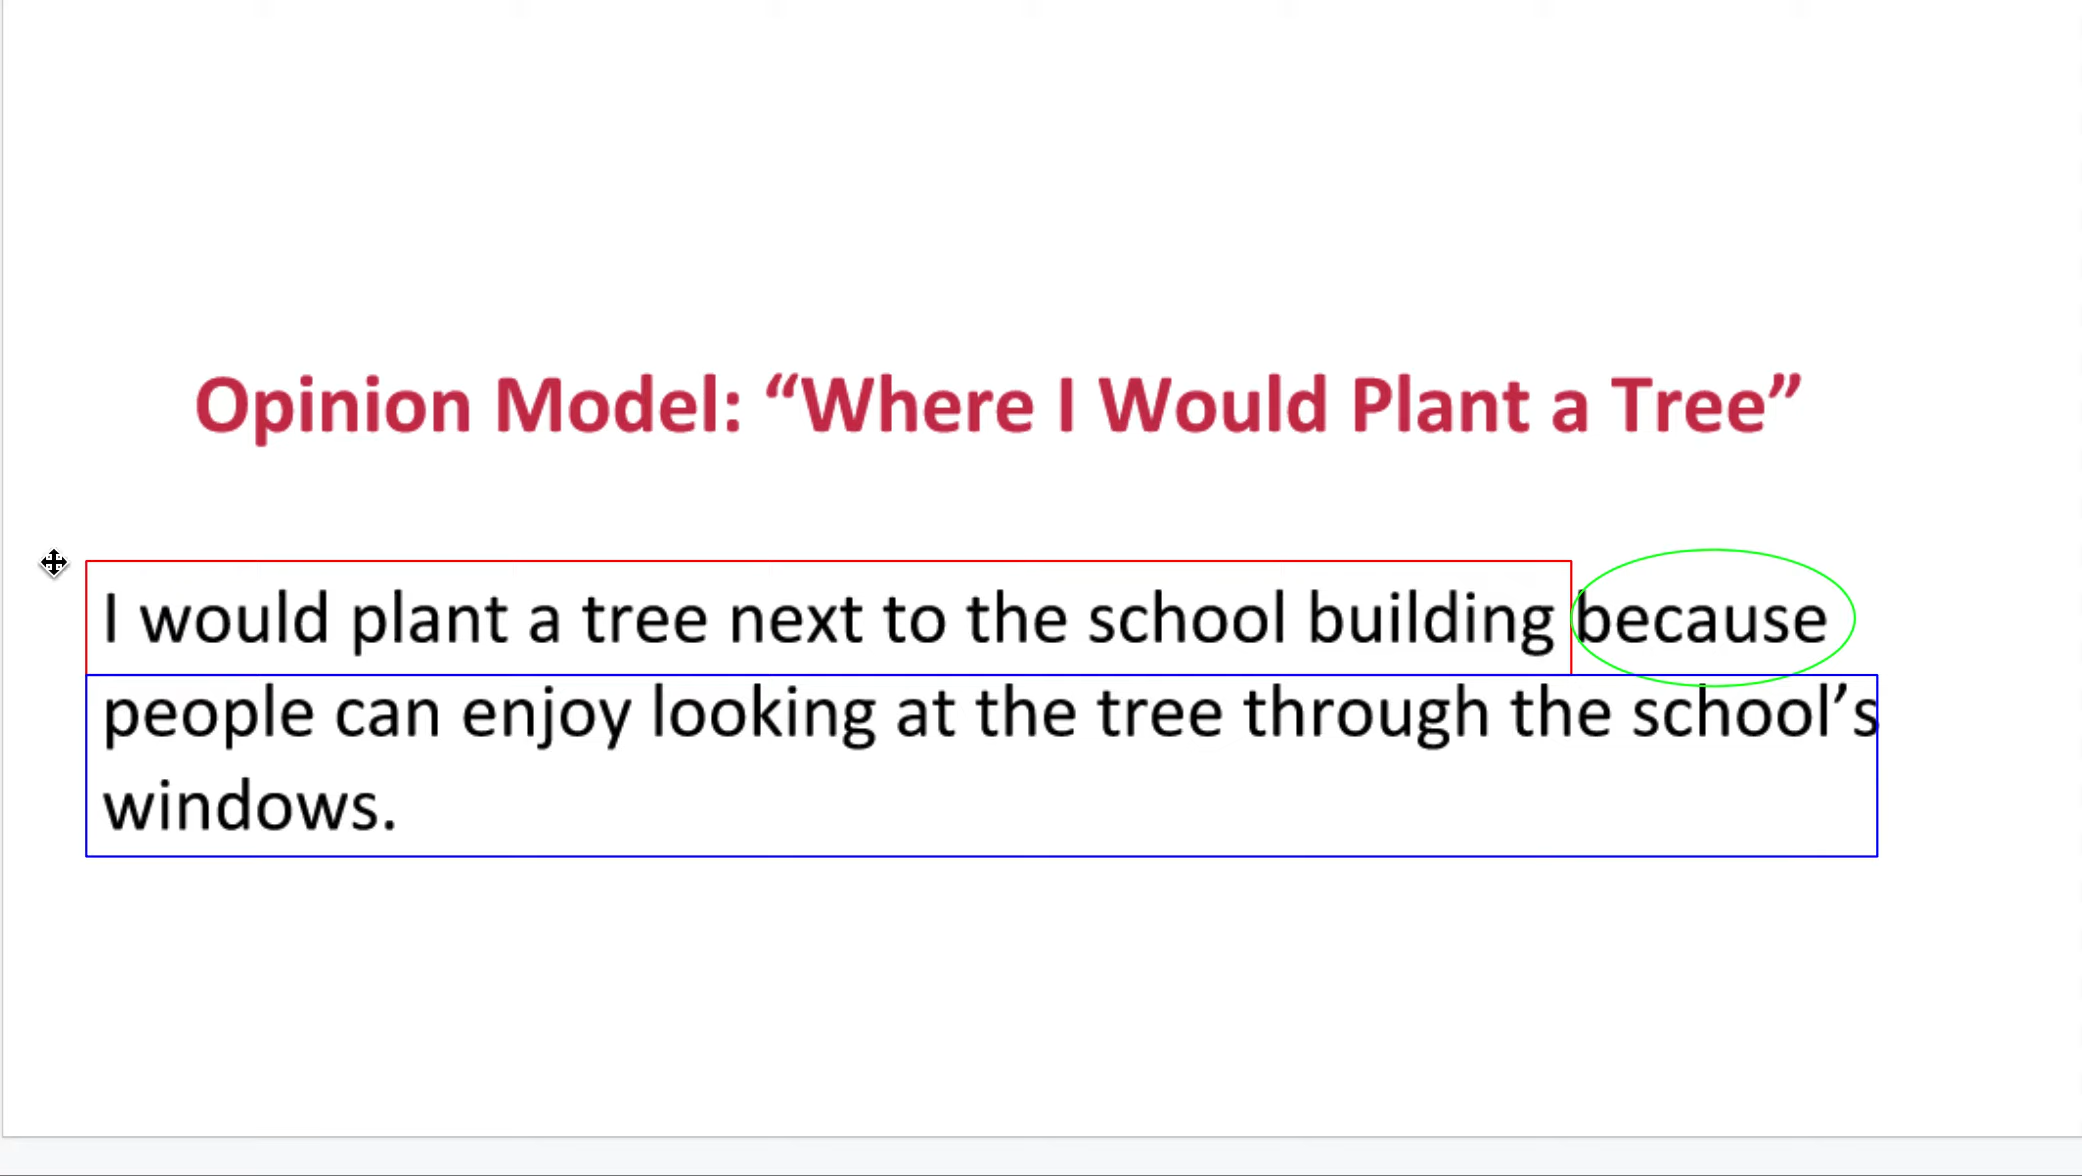 Opinion Model: “Where I Would Plant a Tree”
I would plant a tree next to the school building because
people can enjoy looking at the tree through the school’s
windows.